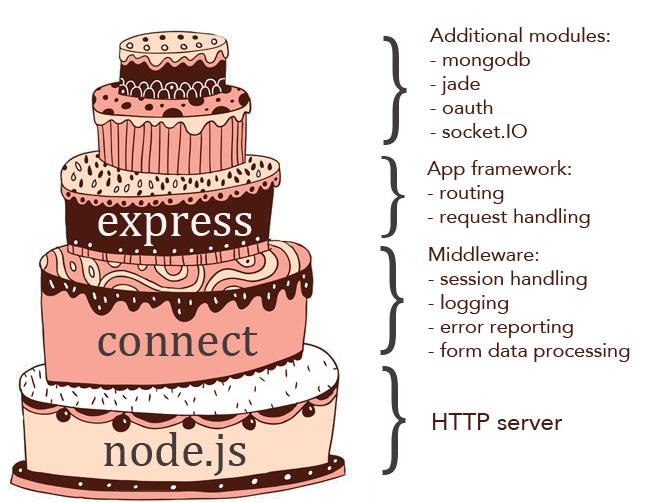 Additional modules:
- mongodb
- jade
- oauth
- socket.IO
App framework:
- routing
- request handling
express
Middleware:
- session handling
- logging
- error reporting
- form data processing
connect
HTTP server
node.js